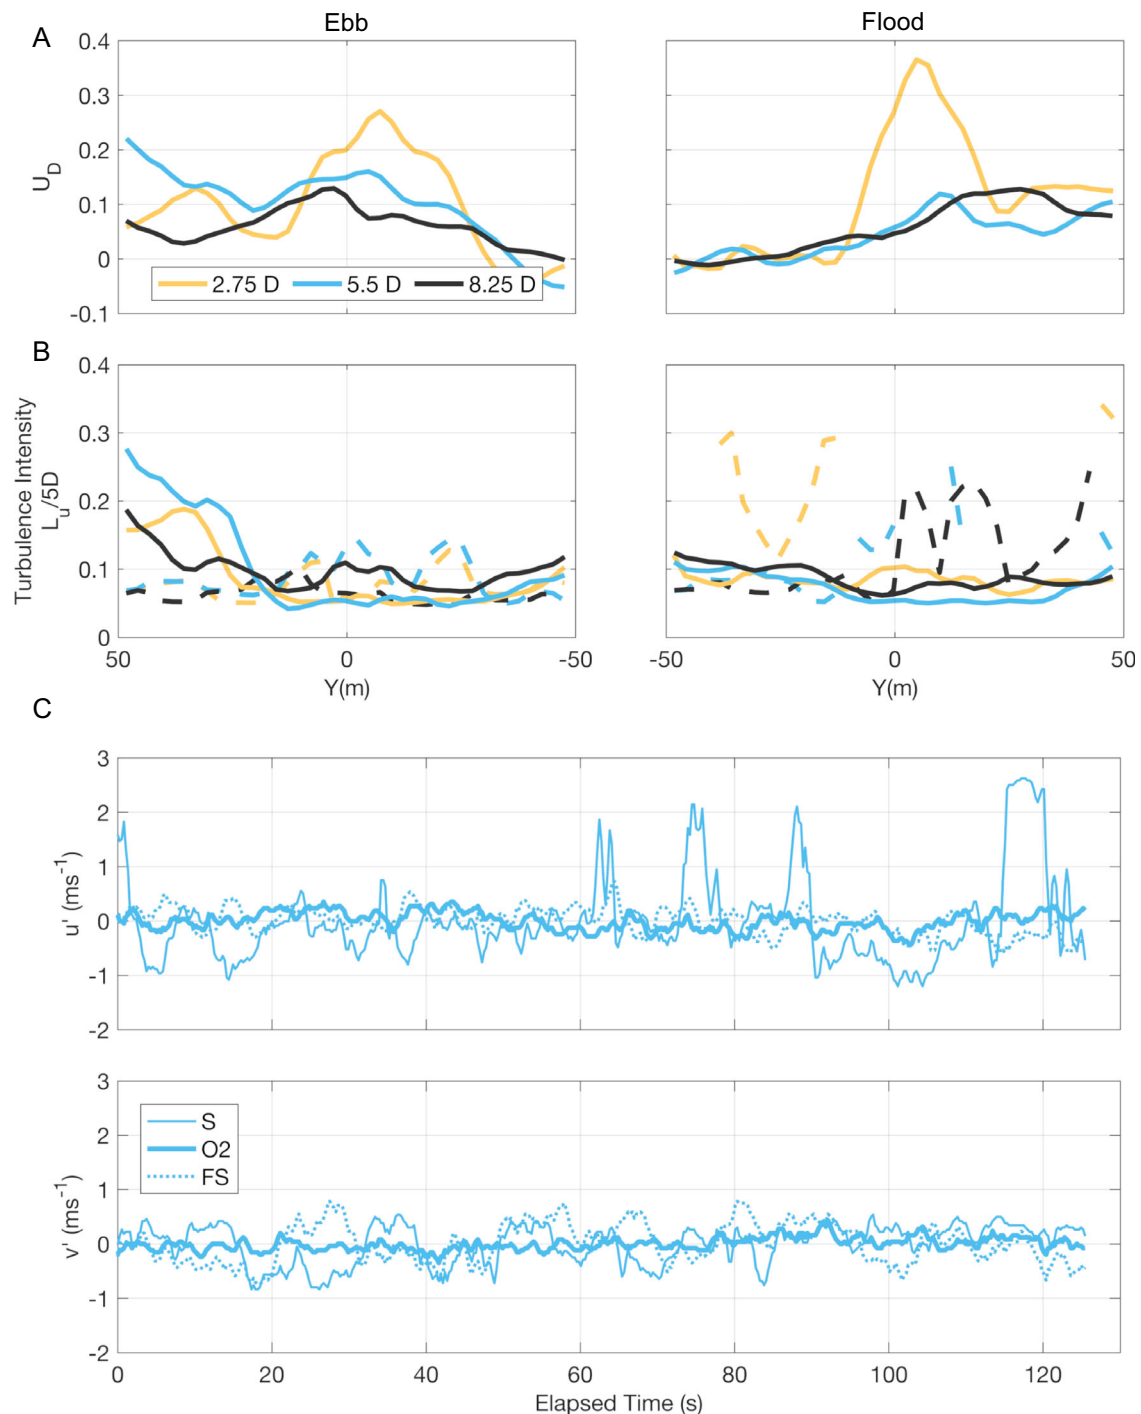 Ebb
Flood
A
0.4
0.3
0.2
0.1
0
-0.1
U_D
2.75 D
5.5 D
8.25 D
B
0.4
0.3
0.2
0.1
0
Turbulence Intensity
L_u/5D
50
0
-50
Y(m)
-50
0
50
Y(m)
C
3
2
1
0
-1
-2
u' (ms⁻¹)
3
2
1
0
-1
-2
v' (ms⁻¹)
S
O2
FS
0
20
40
60
80
100
120
Elapsed Time (s)